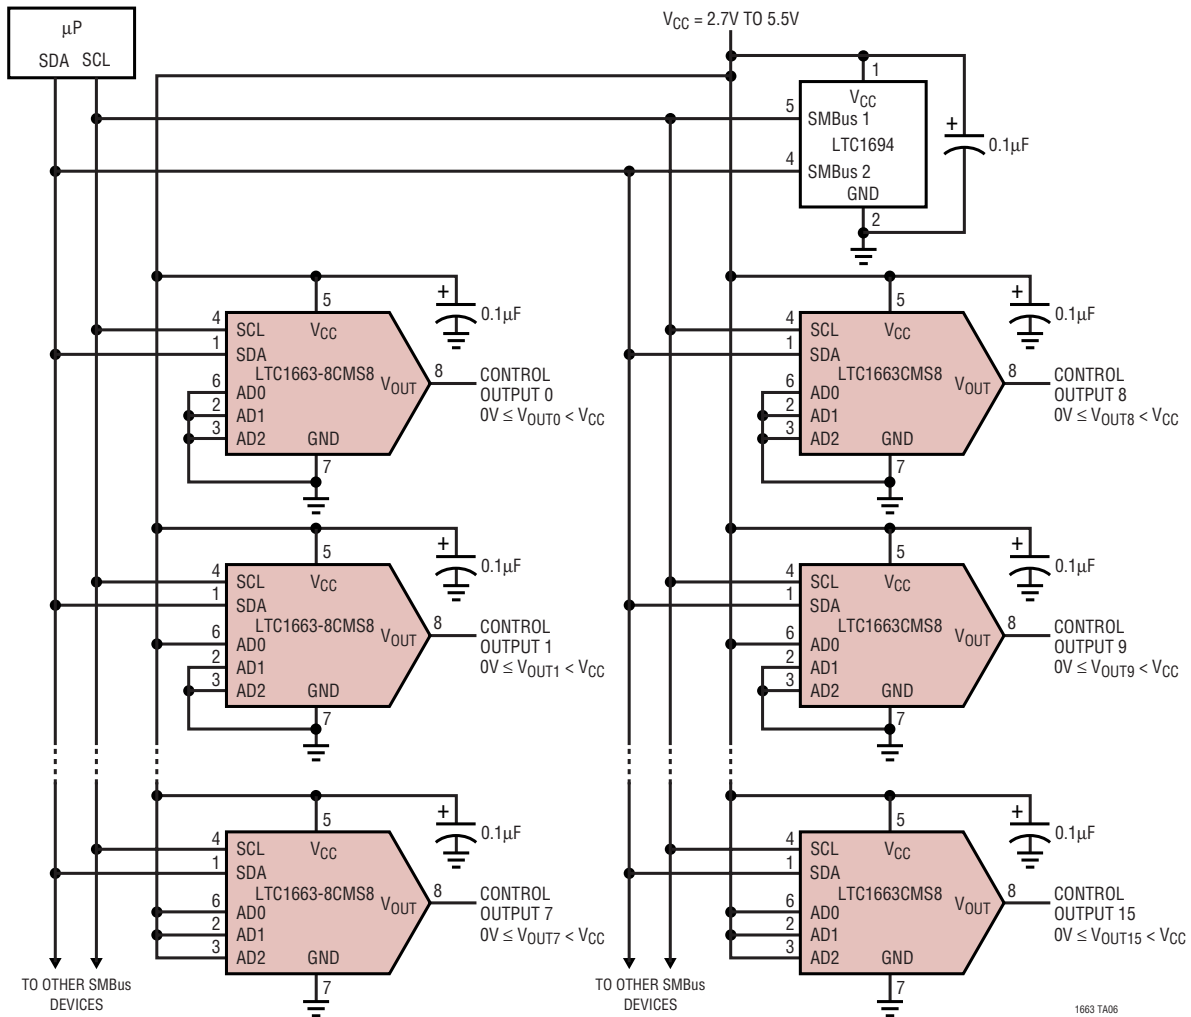 µP
SDA SCL
VCC = 2.7V TO 5.5V
1
VCC
5
SMBus 1
LTC1694
+
0.1µF
4
SMBus 2
GND
2
5
+
0.1µF
4
SCL
VCC
1
SDA
LTC1663-8CMS8
VOUT
8
6
AD0
2
AD1
3
AD2
GND
7
CONTROL
OUTPUT 0
0V ≤ VOUT0 < VCC
5
+
0.1µF
4
SCL
VCC
1
SDA
LTC1663CMS8
VOUT
8
6
AD0
2
AD1
3
AD2
GND
7
CONTROL
OUTPUT 8
0V ≤ VOUT8 < VCC
5
+
0.1µF
4
SCL
VCC
1
SDA
LTC1663-8CMS8
VOUT
8
6
AD0
2
AD1
3
AD2
GND
7
CONTROL
OUTPUT 1
0V ≤ VOUT1 < VCC
5
+
0.1µF
4
SCL
VCC
1
SDA
LTC1663CMS8
VOUT
8
6
AD0
2
AD1
3
AD2
GND
7
CONTROL
OUTPUT 9
0V ≤ VOUT9 < VCC
5
+
0.1µF
4
SCL
VCC
1
SDA
LTC1663-8CMS8
VOUT
8
6
AD0
2
AD1
3
AD2
GND
7
CONTROL
OUTPUT 7
0V ≤ VOUT7 < VCC
5
+
0.1µF
4
SCL
VCC
1
SDA
LTC1663CMS8
VOUT
8
6
AD0
2
AD1
3
AD2
GND
7
CONTROL
OUTPUT 15
0V ≤ VOUT15 < VCC
TO OTHER SMBus
DEVICES
TO OTHER SMBus
DEVICES
1663 TA06